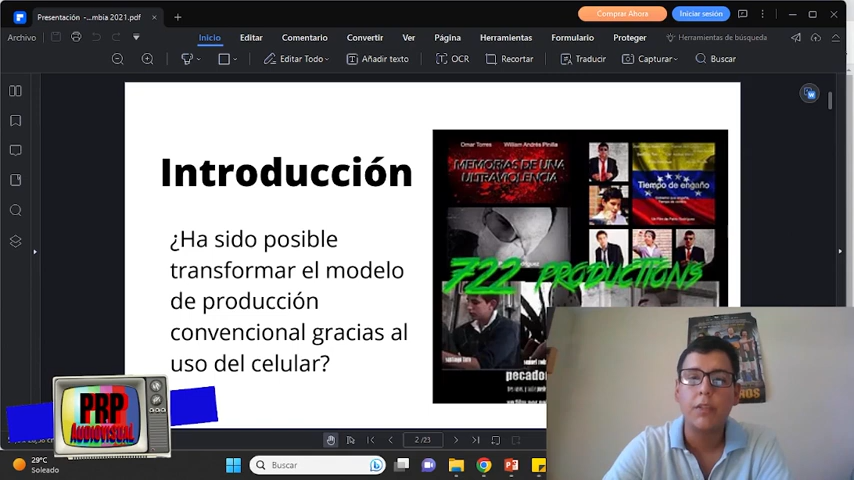 Presentación -...mbia 2021.pdf
Comprar Ahora
Iniciar sesión
Archivo
Inicio
Editar
Comentario
Convertir
Ver
Página
Herramientas
Formulario
Proteger
Herramientas de búsqueda
Editar Todo
Añadir texto
OCR
Recortar
Traducir
Capturar
Buscar
Introducción
¿Ha sido posible
transformar el modelo
de producción
convencional gracias al
uso del celular?
Omar Torres William Andrés Pinilla
MEMORIAS DE UNA
ULTRAVIOLENCIA
Tiempo de engaño
722 PRODUCTIONS
pecado
PRP
AUDIOVISUAL
2 /23
29°C
Soleado
Buscar